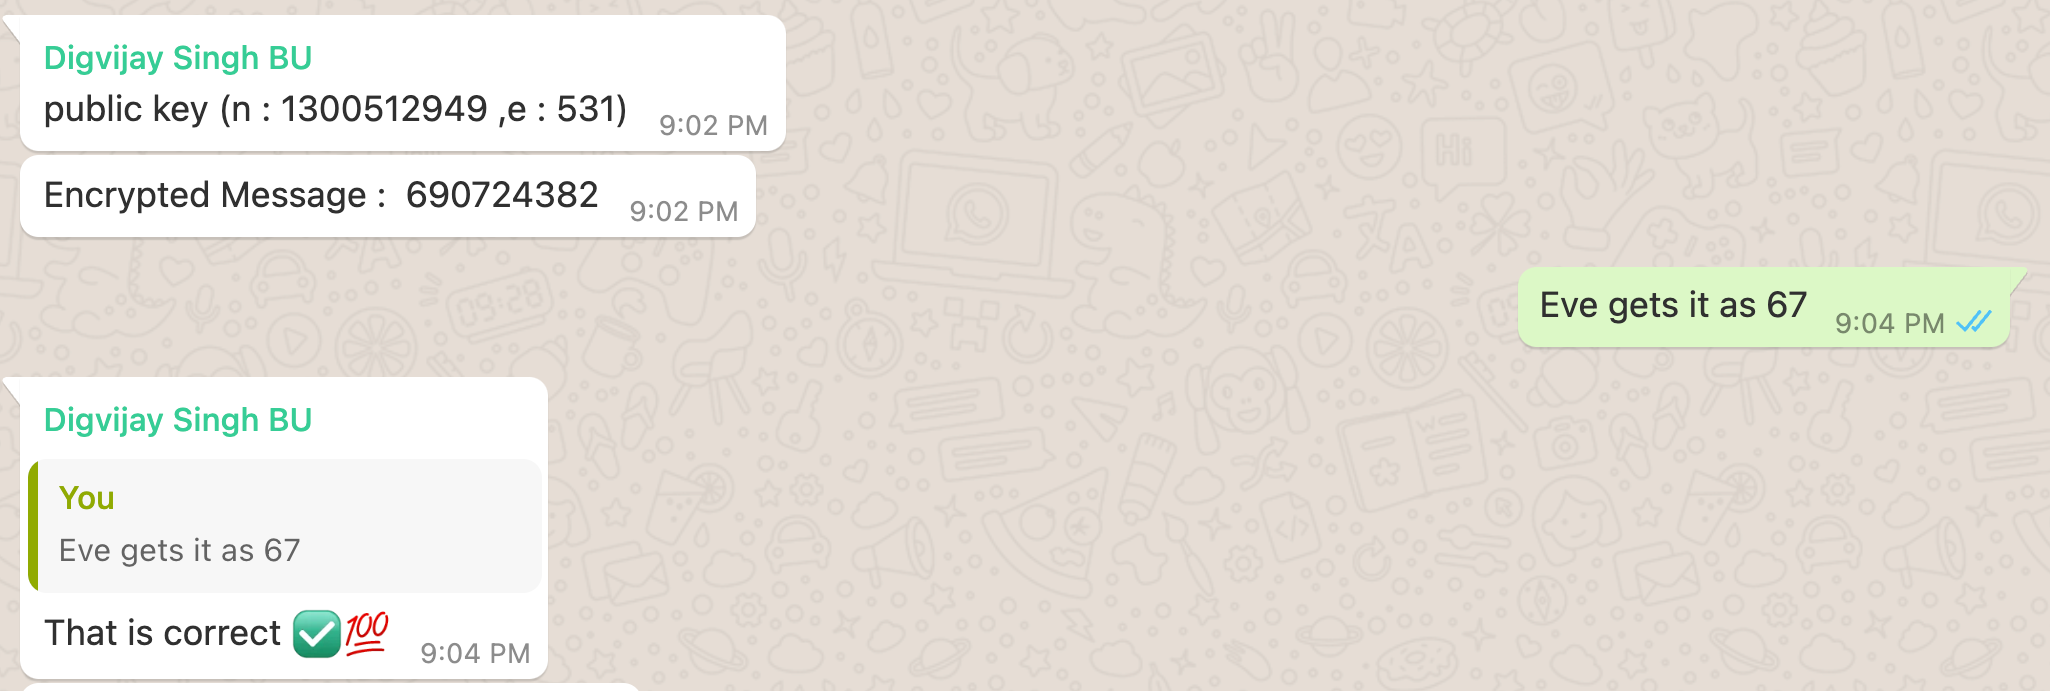 Digvijay Singh BU
public key (n : 1300512949 ,e : 531) 9:02 PM
Encrypted Message : 690724382 9:02 PM
Eve gets it as 67 9:04 PM
Digvijay Singh BU
You
Eve gets it as 67
That is correct ✅💯 9:04 PM